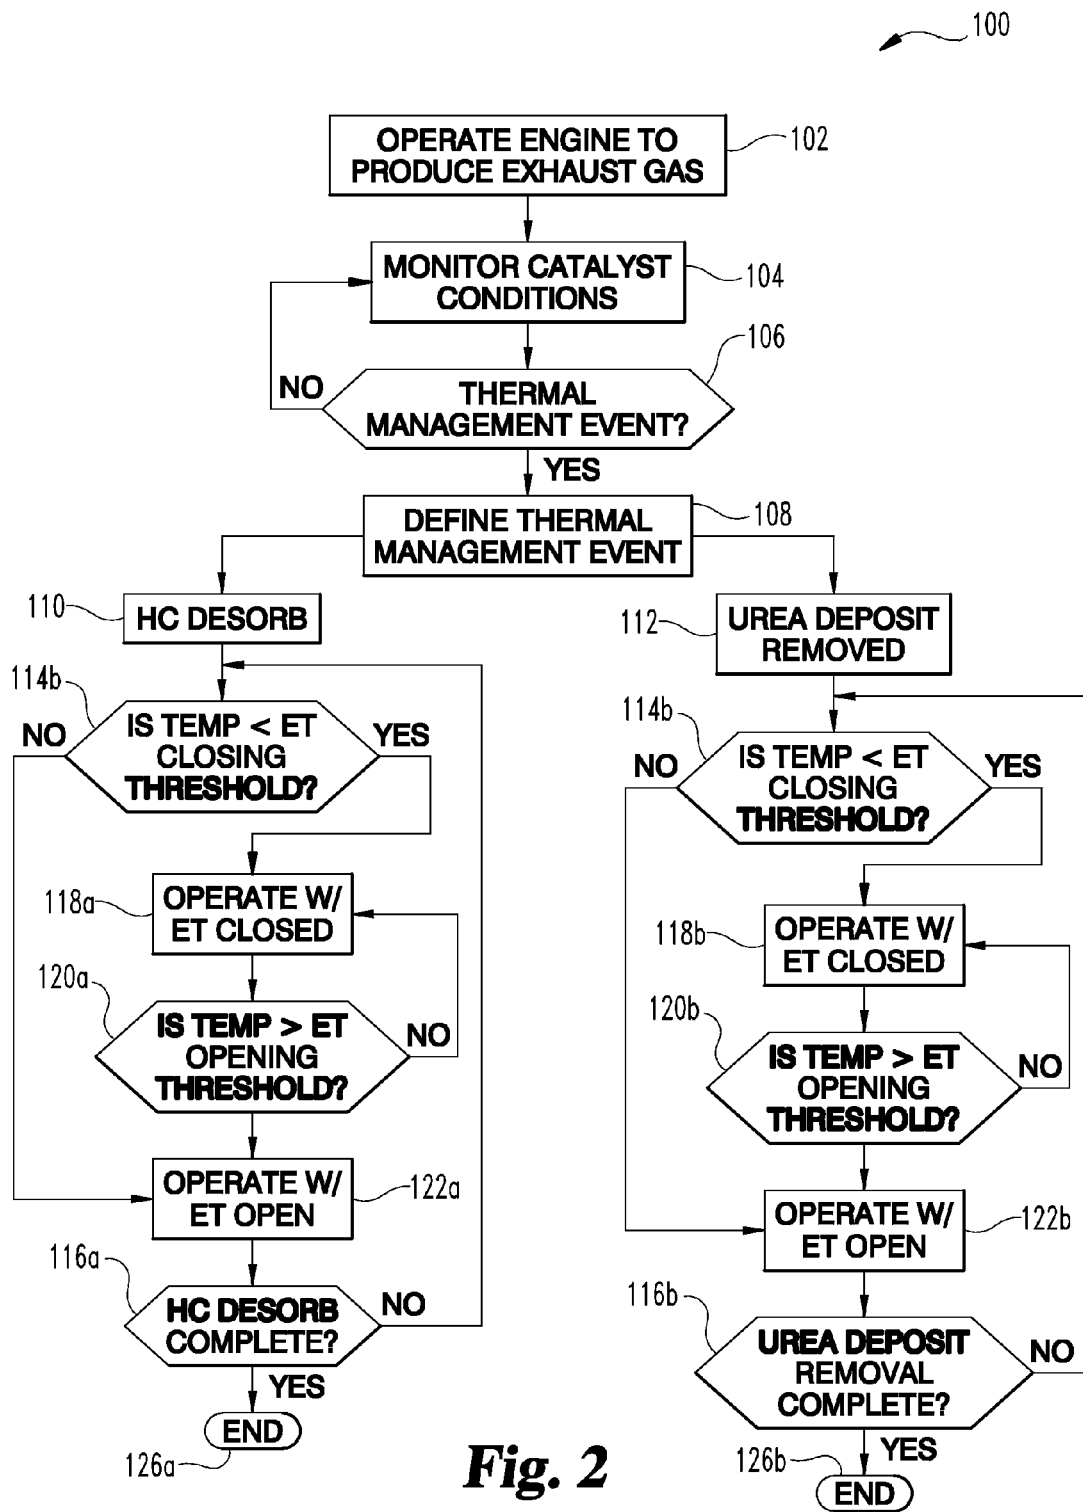 100
OPERATE ENGINE TO
PRODUCE EXHAUST GAS
102
MONITOR CATALYST
CONDITIONS
104
106
THERMAL
MANAGEMENT EVENT?
NO
YES
DEFINE THERMAL
MANAGEMENT EVENT
108
110
HC DESORB
114b
IS TEMP < ET
CLOSING
THRESHOLD?
NO
YES
118a
OPERATE W/
ET CLOSED
120a
IS TEMP > ET
OPENING
THRESHOLD?
NO
OPERATE W/
ET OPEN
122a
116a
HC DESORB
COMPLETE?
NO
YES
END
126a
112
UREA DEPOSIT
REMOVED
114b
IS TEMP < ET
CLOSING
THRESHOLD?
NO
YES
118b
OPERATE W/
ET CLOSED
120b
IS TEMP > ET
OPENING
THRESHOLD?
NO
OPERATE W/
ET OPEN
122b
116b
UREA DEPOSIT
REMOVAL
COMPLETE?
NO
YES
126b
END
Fig. 2